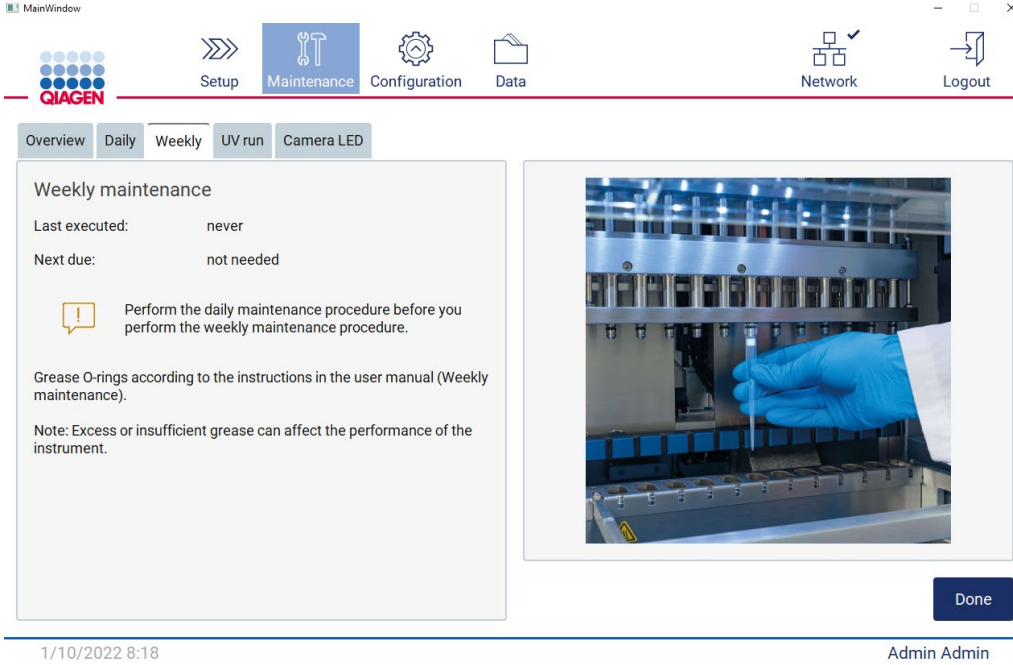 MainWindow
QIAGEN
Setup
Maintenance
Configuration
Data
Network
Logout
Overview
Daily
Weekly
UV run
Camera LED
Weekly maintenance
Last executed: never
Next due: not needed
! Perform the daily maintenance procedure before you
perform the weekly maintenance procedure.
Grease O-rings according to the instructions in the user manual (Weekly
maintenance).
Note: Excess or insufficient grease can affect the performance of the
instrument.
Done
1/10/2022 8:18
Admin Admin